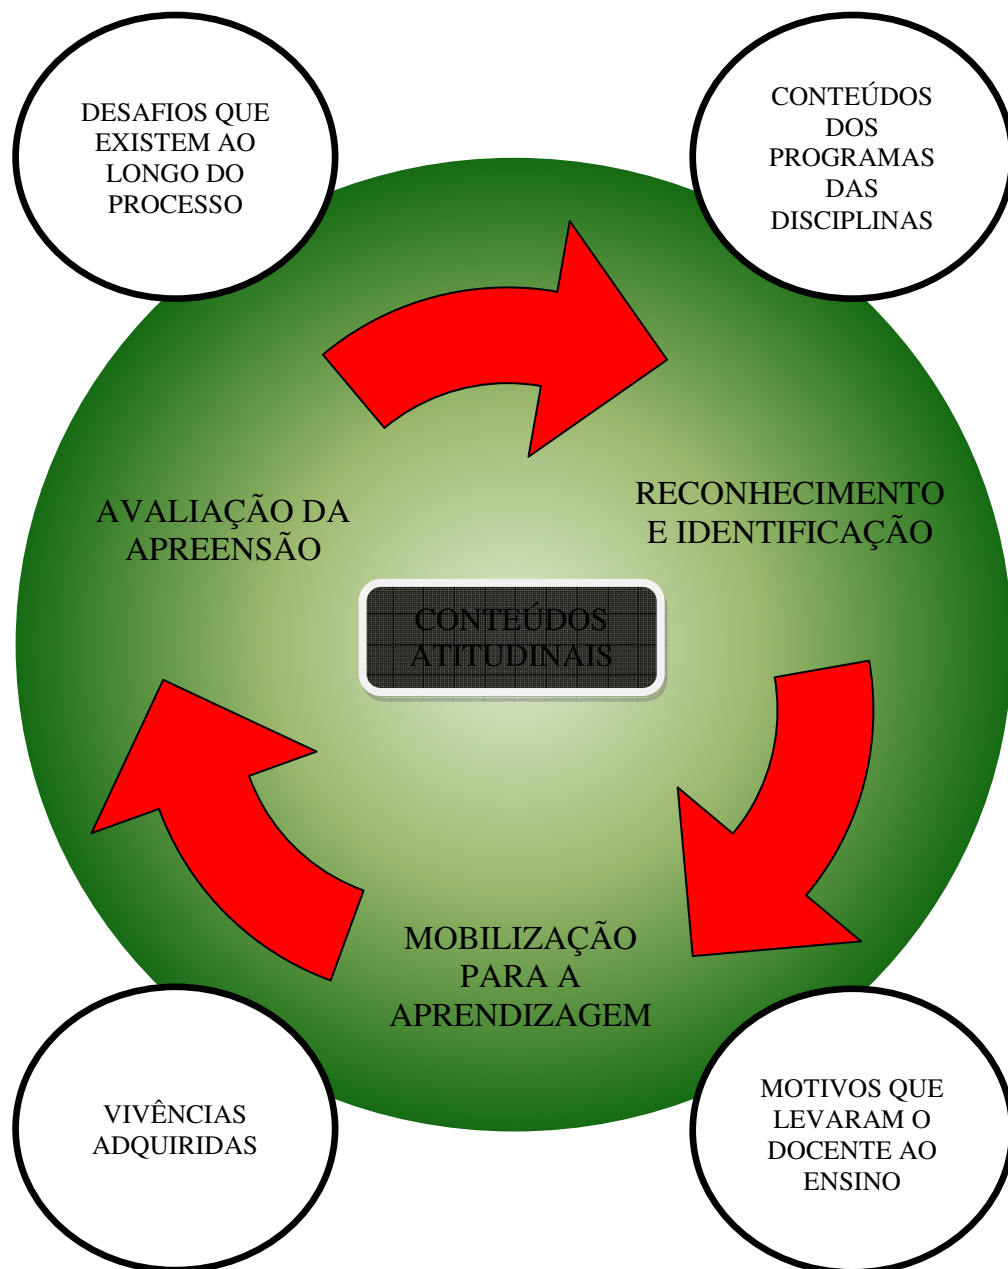 DESAFIOS QUE
EXISTEM AO
LONGO DO
PROCESSO
CONTEÚDOS
DOS
PROGRAMAS
DAS
DISCIPLINAS
AVALIAÇÃO DA
APREENSÃO
RECONHECIMENTO
E IDENTIFICAÇÃO
CONTEÚDOS
ATITUDINAIS
MOBILIZAÇÃO
PARA A
APRENDIZAGEM
VIVÊNCIAS
ADQUIRIDAS
MOTIVOS QUE
LEVARAM O
DOCENTE AO
ENSINO